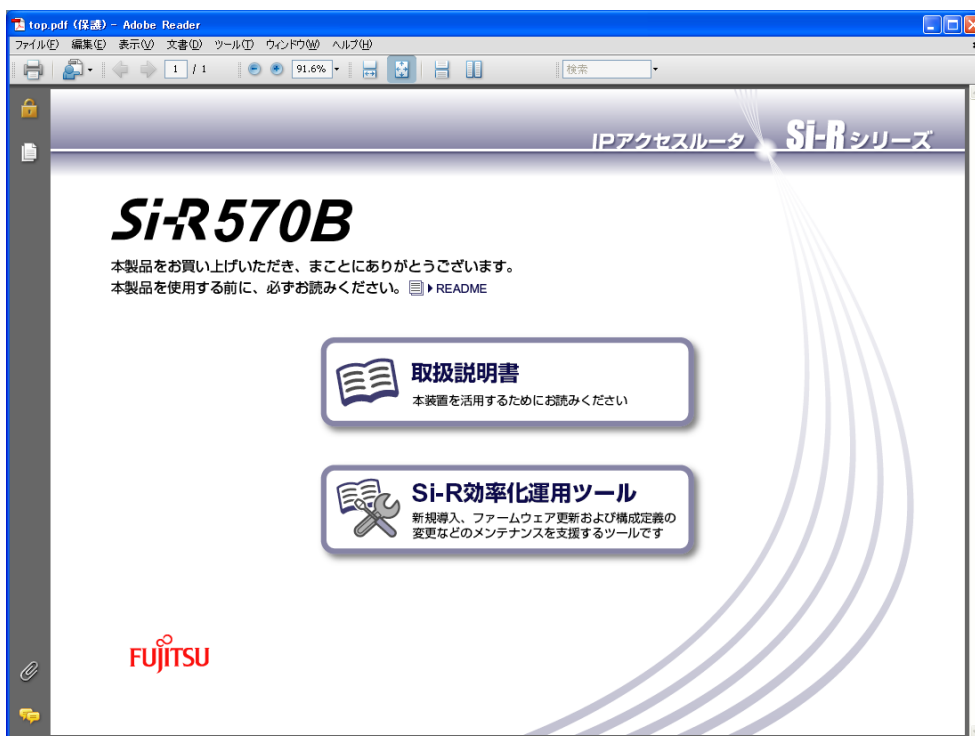 top.pdf (保護) - Adobe Reader
ファイル(F) 編集(E) 表示(V) 文書(D) ツール(T) ウィンドウ(W) ヘルプ(H)
1 / 1 91.6% 検索
IPアクセスルータ Si-Rシリーズ
Si-R570B
本製品をお買い上げいただき、まことにありがとうございます。
本製品を使用する前に、必ずお読みください。 README
取扱説明書
本装置を活用するためにお読みください
Si-R効率化運用ツール
新規導入、ファームウェア更新および構成定義の
変更などのメンテナンスを支援するツールです
FUJITSU